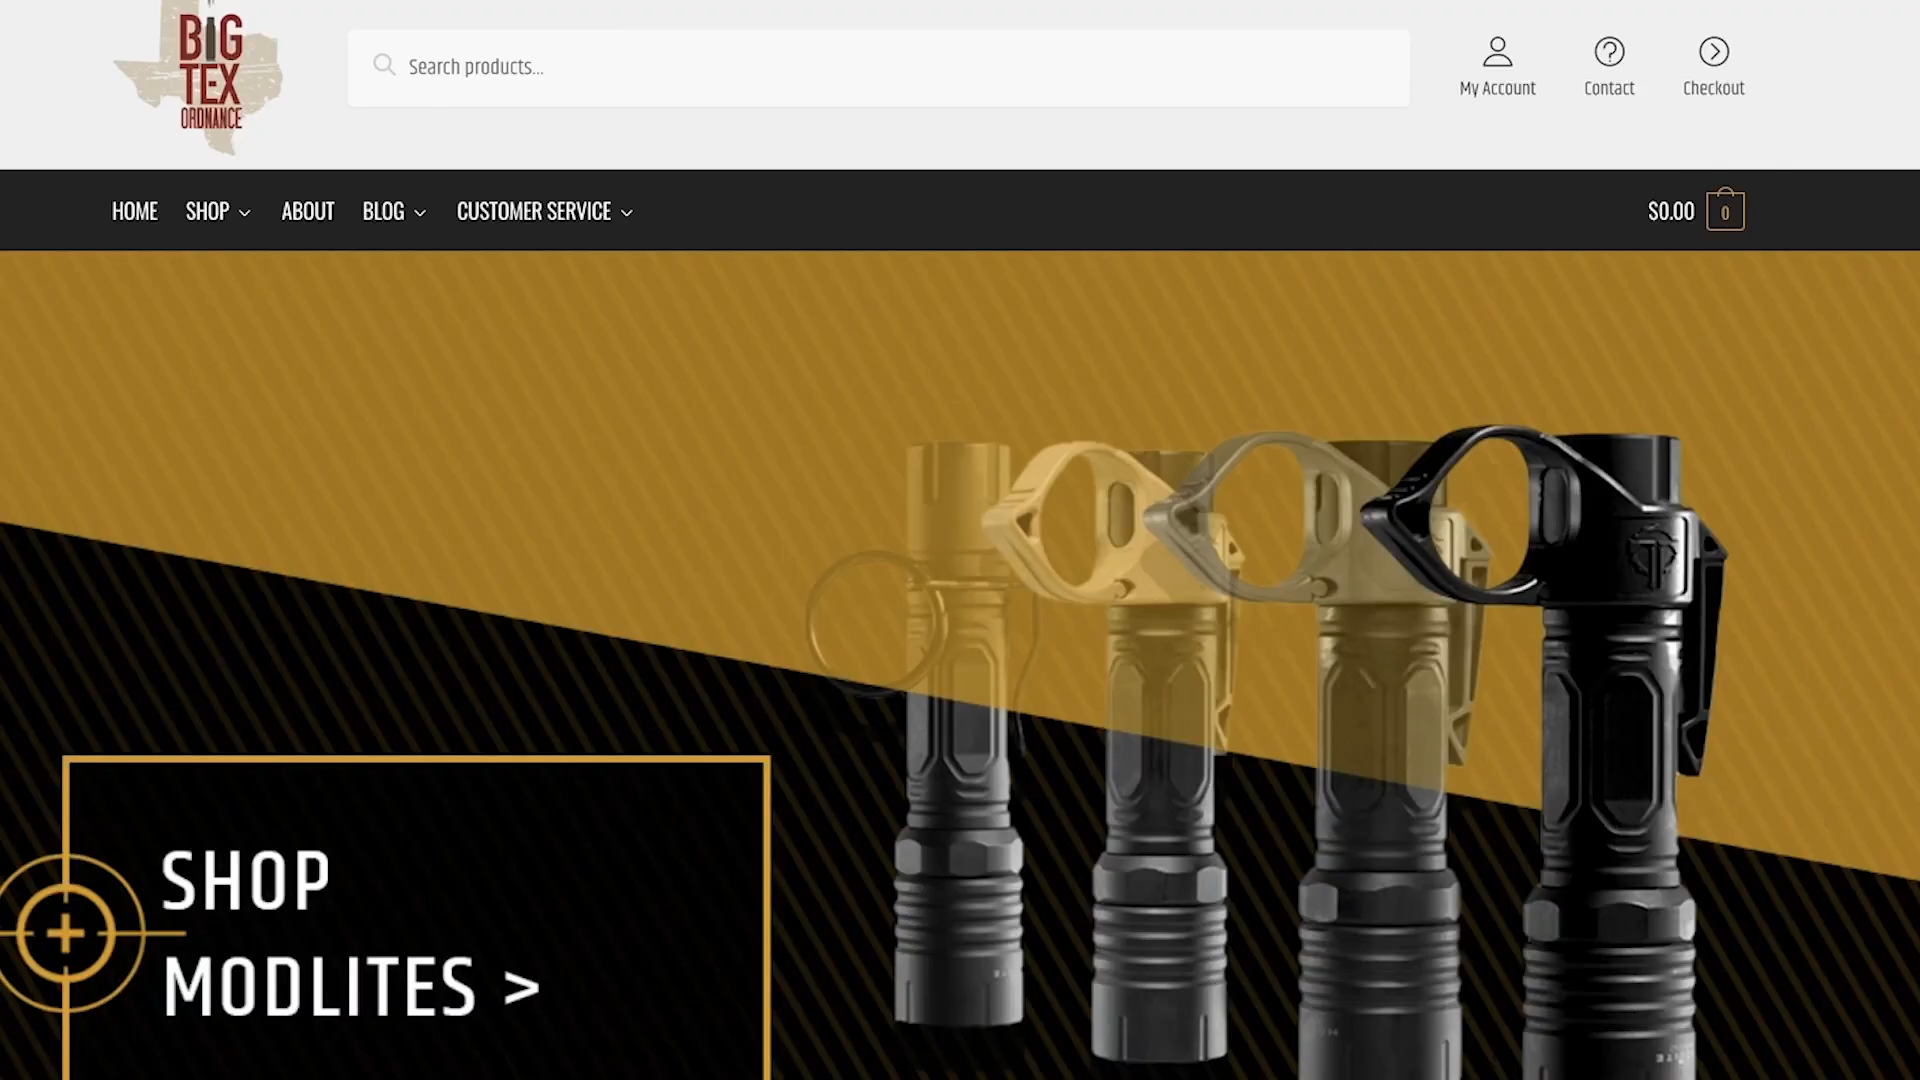 BIG
TEX
ORDNANCE
Search products...
My Account
Contact
Checkout
HOME
SHOP
ABOUT
BLOG
CUSTOMER SERVICE
$0.00
0
SHOP
MODLITES >